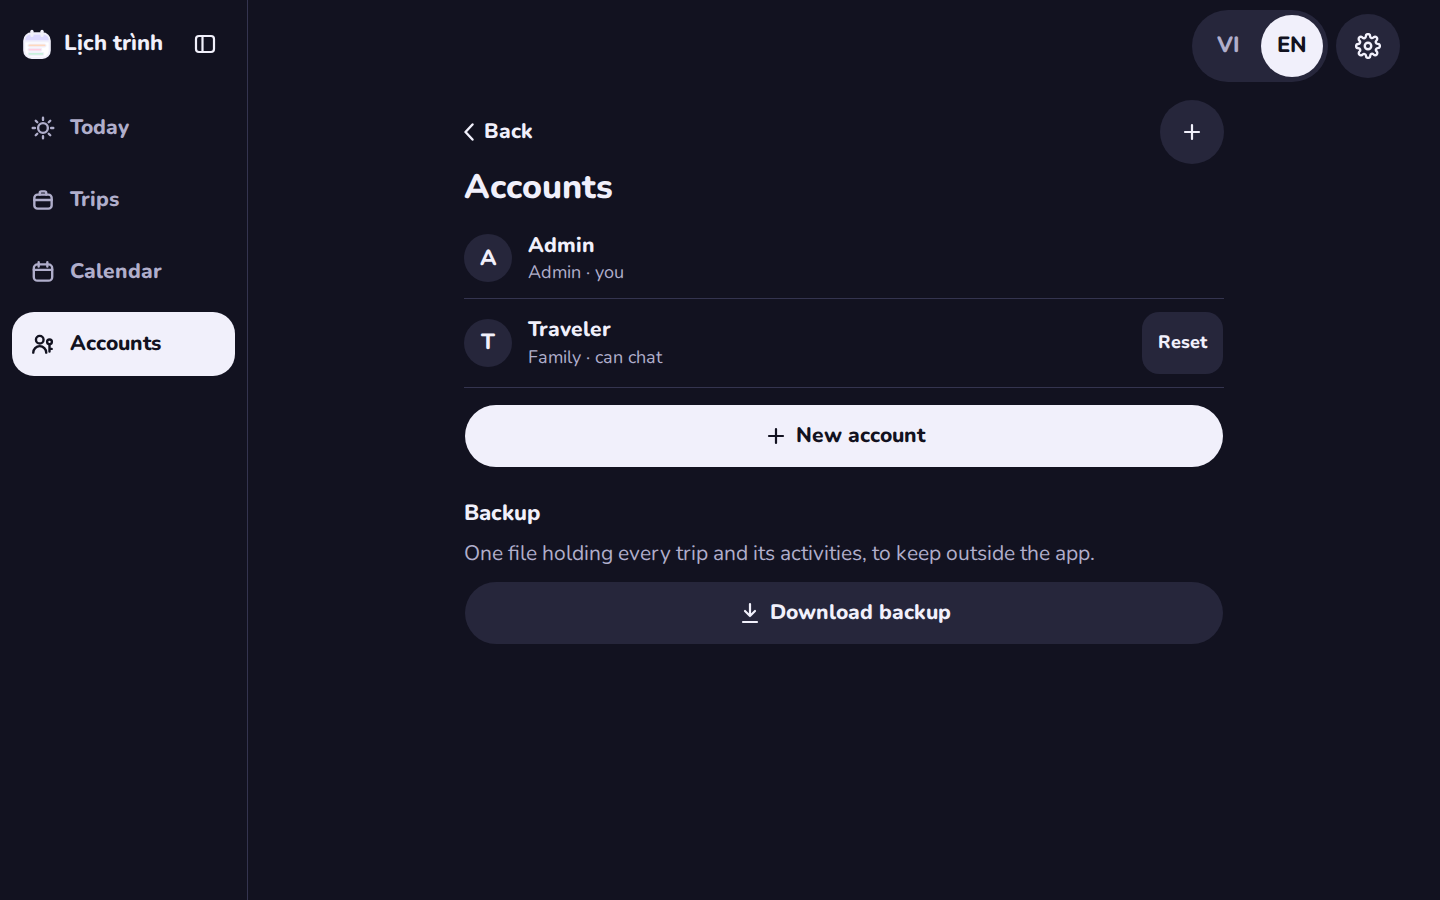 Lịch trình
VI
EN
Today
Trips
Calendar
Accounts
Back
Accounts
A
Admin
Admin · you
T
Traveler
Family · can chat
Reset
New account
Backup
One file holding every trip and its activities, to keep outside the app.
Download backup